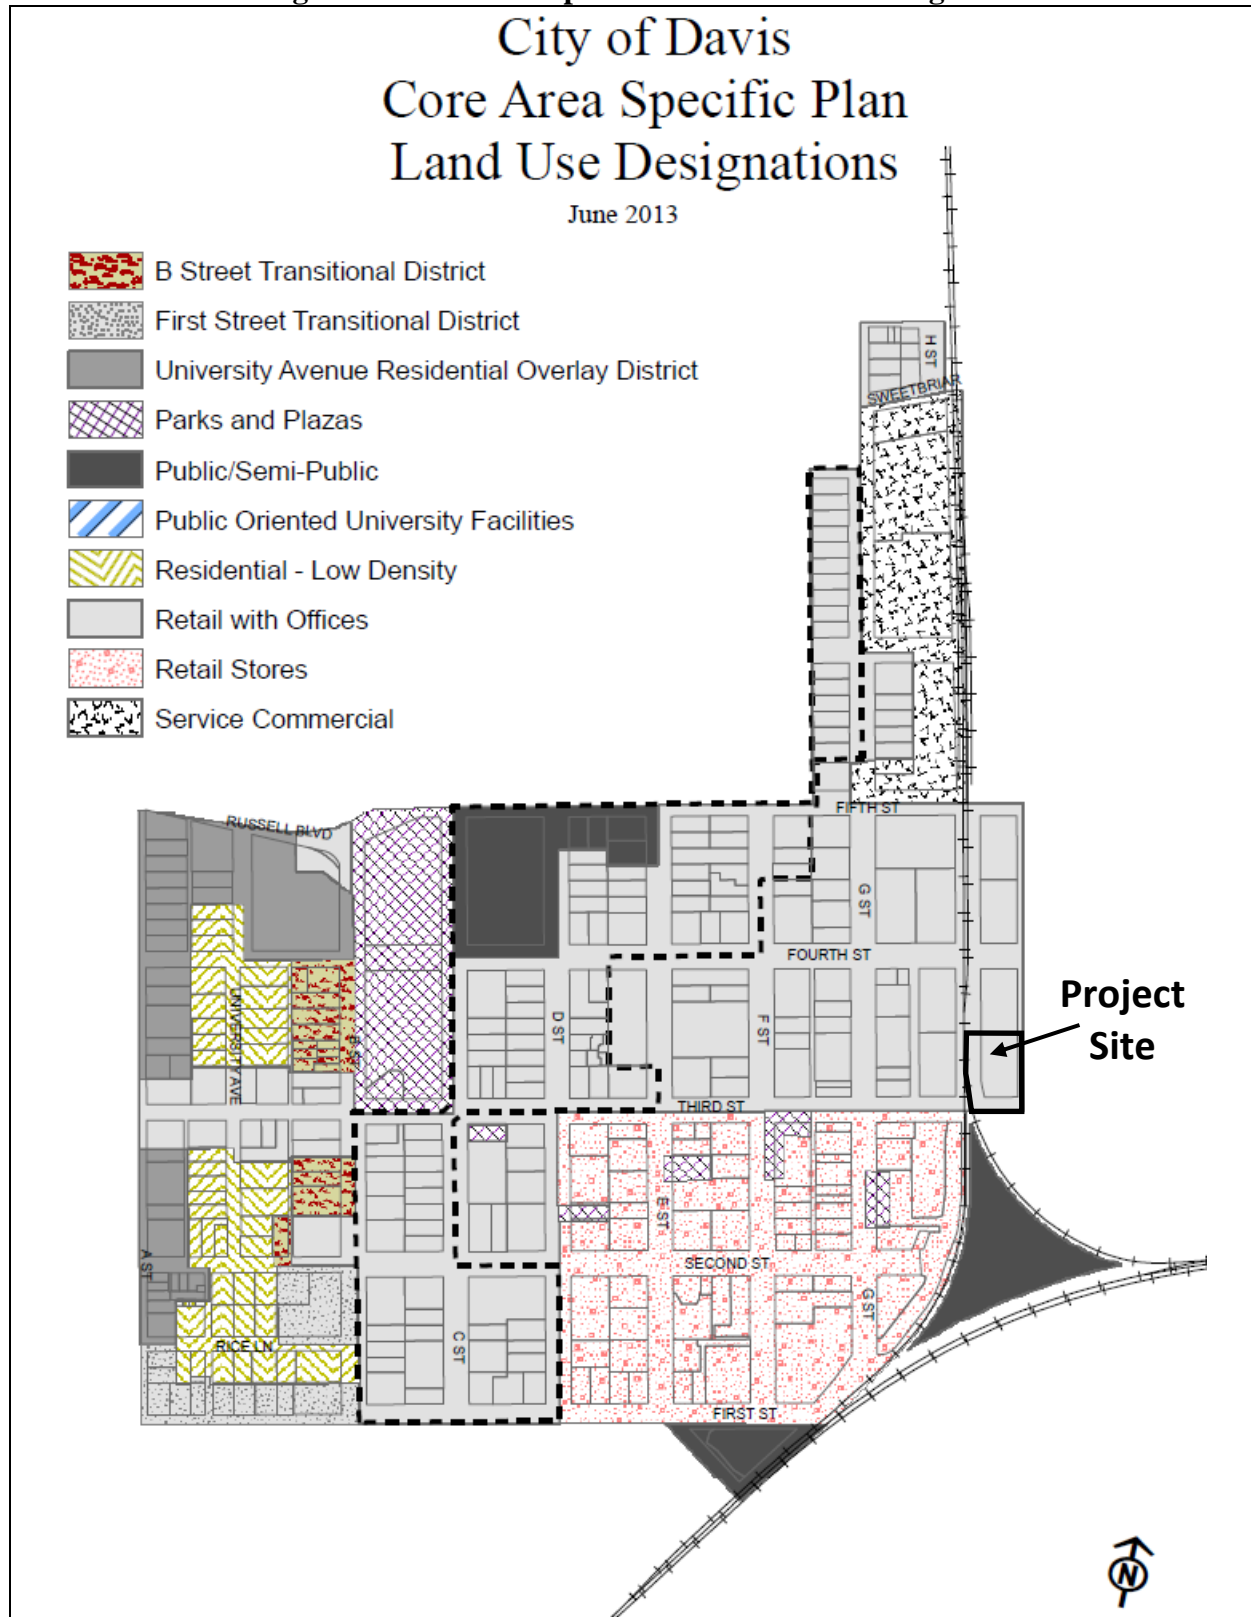 City of Davis
Core Area Specific Plan
Land Use Designations
June 2013
B Street Transitional District
First Street Transitional District
University Avenue Residential Overlay District
Parks and Plazas
Public/Semi-Public
Public Oriented University Facilities
Residential - Low Density
Retail with Offices
Retail Stores
Service Commercial
H ST
SWEETBRIAR
FIFTH ST
RUSSELL BLVD
G ST
FOURTH ST
Project
Site
UNIVERSITY AVE
B ST
D ST
F ST
THIRD ST
E ST
SECOND ST
A ST
G ST
RICE LN
C ST
FIRST ST
N